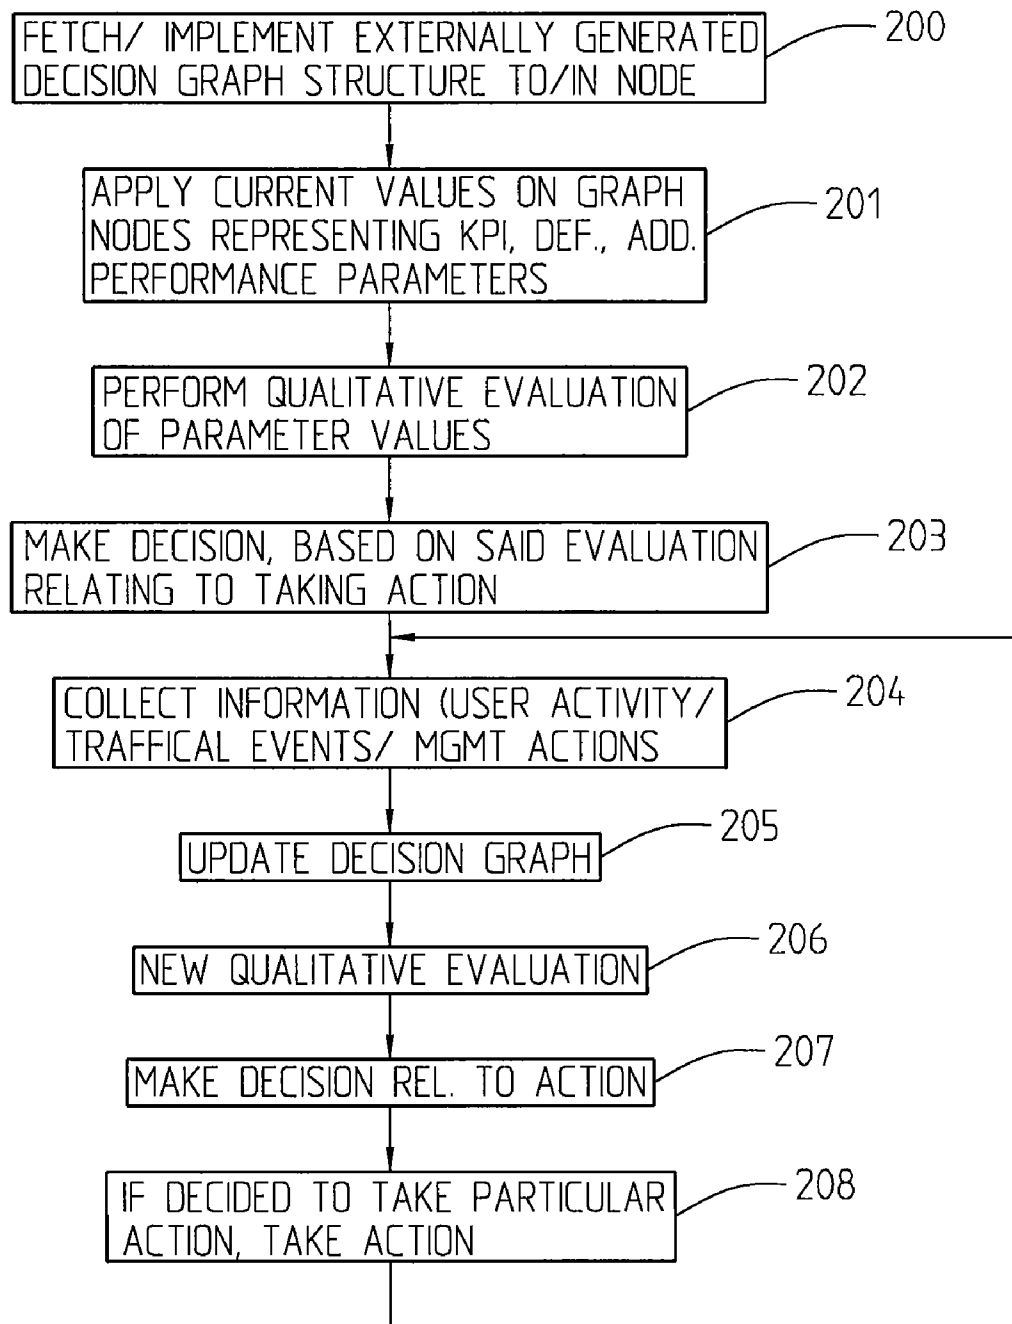 FETCH/ IMPLEMENT EXTERNALLY GENERATED
DECISION GRAPH STRUCTURE TO/IN NODE
200
APPLY CURRENT VALUES ON GRAPH
NODES REPRESENTING KPI, DEF., ADD.
PERFORMANCE PARAMETERS
201
PERFORM QUALITATIVE EVALUATION
OF PARAMETER VALUES
202
MAKE DECISION, BASED ON SAID EVALUATION
RELATING TO TAKING ACTION
203
COLLECT INFORMATION (USER ACTIVITY/
TRAFFICAL EVENTS/ MGMT ACTIONS
204
UPDATE DECISION GRAPH
205
NEW QUALITATIVE EVALUATION
206
MAKE DECISION REL. TO ACTION
207
IF DECIDED TO TAKE PARTICULAR
ACTION, TAKE ACTION
208